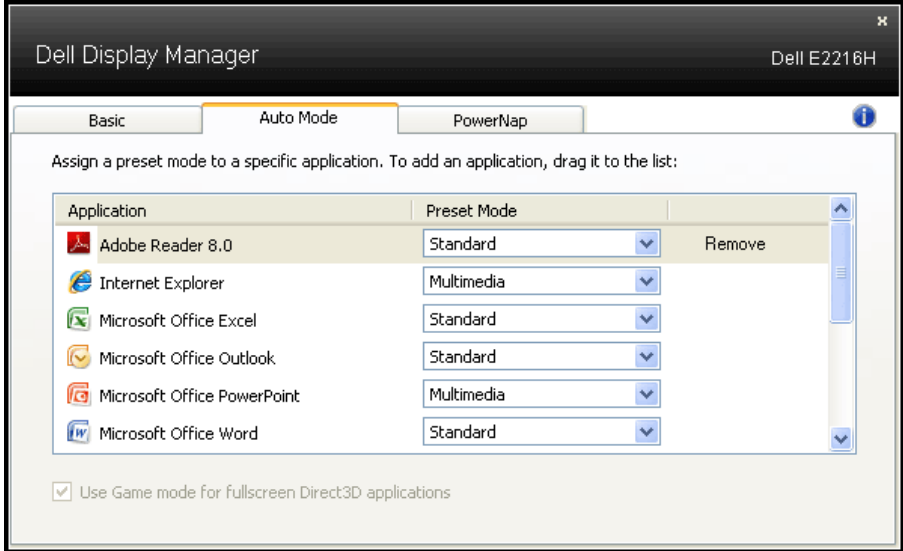 Dell Display Manager
Dell E2216H
Basic Auto Mode PowerNap
Assign a preset mode to a specific application. To add an application, drag it to the list:
Application Preset Mode
Adobe Reader 8.0 Standard Remove
Internet Explorer Multimedia
Microsoft Office Excel Standard
Microsoft Office Outlook Standard
Microsoft Office PowerPoint Multimedia
Microsoft Office Word Standard
Use Game mode for fullscreen Direct3D applications